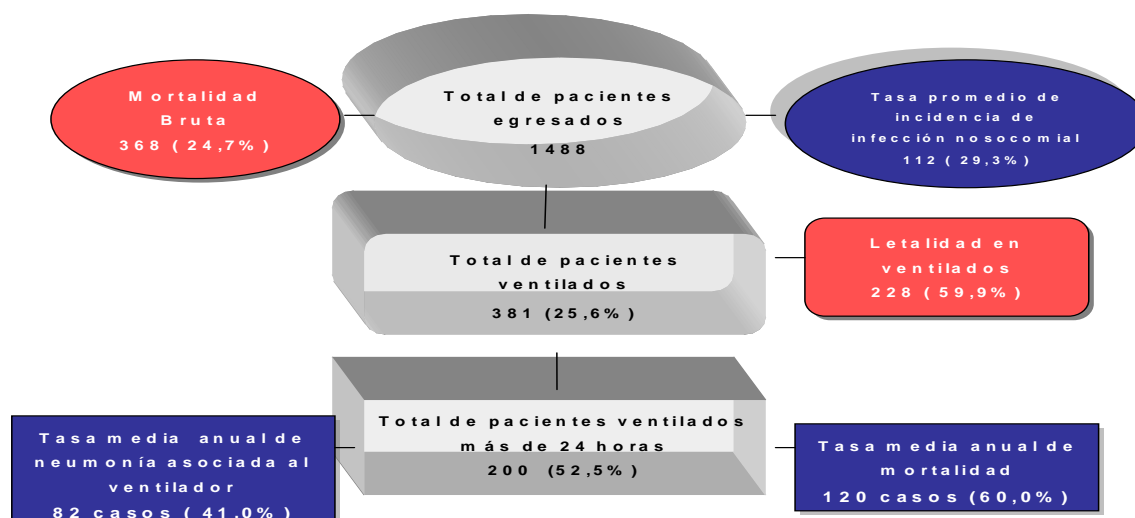 Mortalidad
Bruta
368 (24,7%)
Total de pacientes
egresados
1488
Tasa promedio de
incidencia de
infección nosocomial
112 (29,3%)
Total de pacientes
ventilados
381 (25,6%)
Letalidad en
ventilados
228 (59,9%)
Total de pacientes ventilados
más de 24 horas
200 (52,5%)
Tasa media anual de
neumonía asociada al
ventilador
82 casos (41,0%)
Tasa media anual de
mortalidad
120 casos (60,0%)